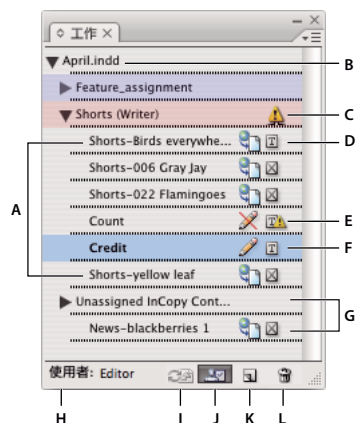 工作
April.indd
B
Feature_assignment
Shorts (Writer)
C
Shorts-Birds everywhe...
D
Shorts-006 Gray Jay
A
Shorts-022 Flamingoes
Count
E
Credit
F
Shorts-yellow leaf
Unassigned InCopy Cont...
G
News-blackberries 1
使用者: Editor
H I J K L